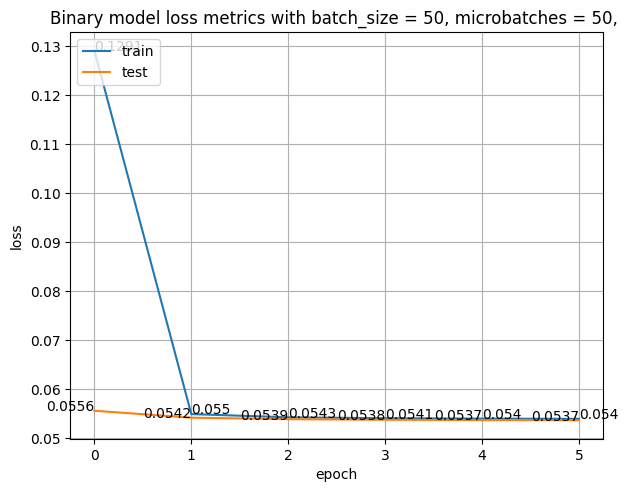 Binary model loss metrics with batch_size = 50, microbatches = 50,
0.1291
train
test
0.13
0.12
0.11
0.10
0.09
0.08
0.07
0.06
0.05
loss
0.0556
0.0542 0.055
0.0539 0.0543
0.0538 0.0541
0.0537 0.054
0.0537 0.054
0 1 2 3 4 5
epoch